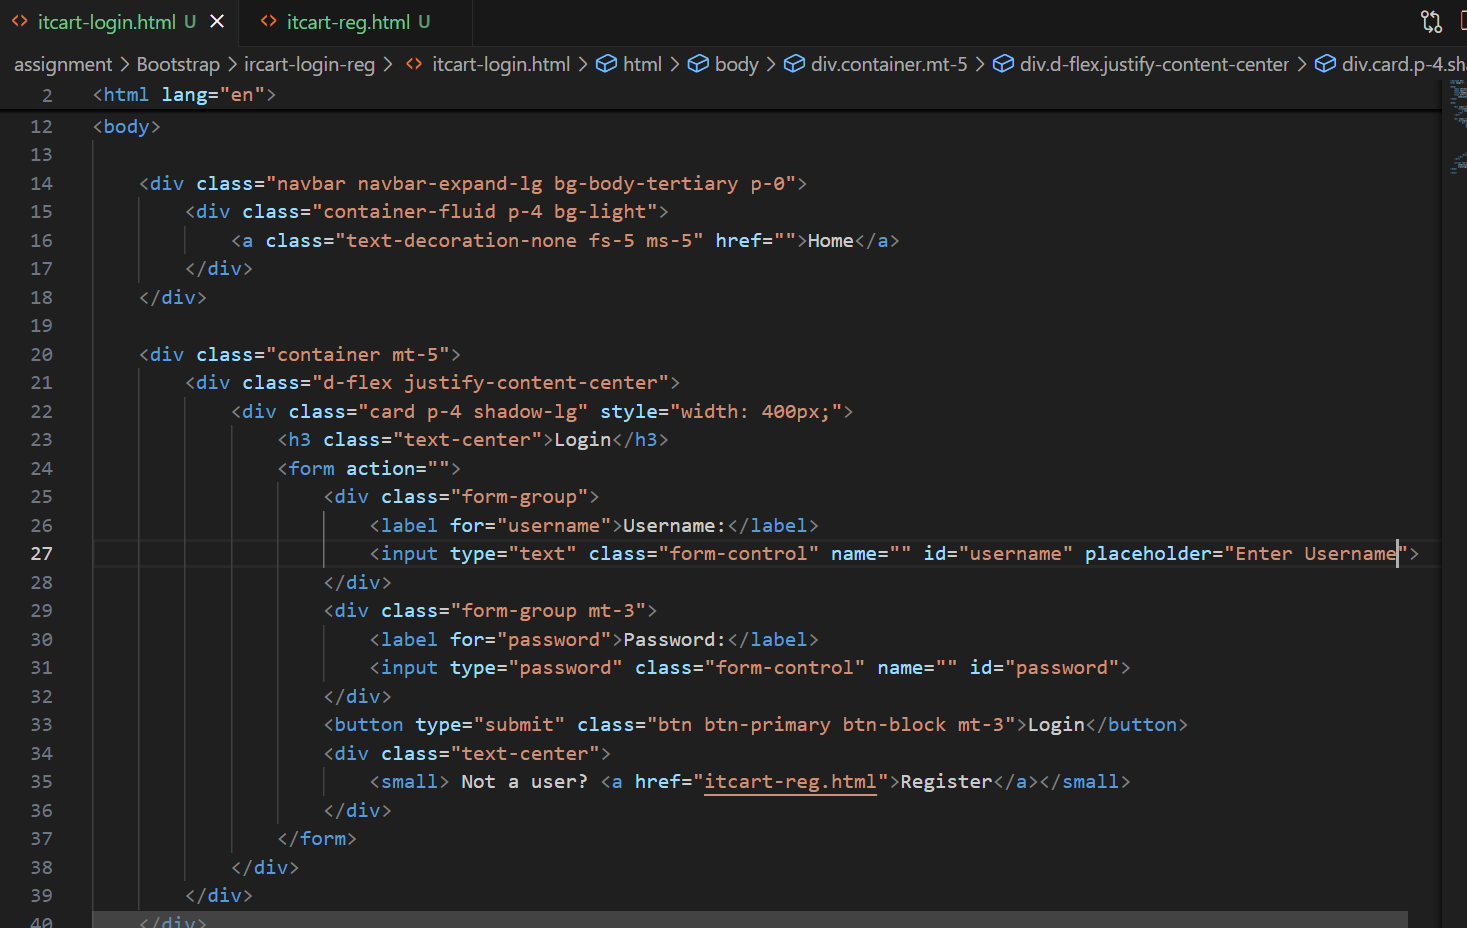 itcart-login.html U
itcart-reg.html U
assignment > Bootstrap > ircart-login-reg > itcart-login.html > html > body > div.container.mt-5 > div.d-flex.justify-content-center > div.card.p-4.sh
2 <html lang="en">
12 <body>
13
14 <div class="navbar navbar-expand-lg bg-body-tertiary p-0">
15 <div class="container-fluid p-4 bg-light">
16 <a class="text-decoration-none fs-5 ms-5" href="">Home</a>
17 </div>
18 </div>
19
20 <div class="container mt-5">
21 <div class="d-flex justify-content-center">
22 <div class="card p-4 shadow-lg" style="width: 400px;">
23 <h3 class="text-center">Login</h3>
24 <form action="">
25 <div class="form-group">
26 <label for="username">Username:</label>
27 <input type="text" class="form-control" name="" id="username" placeholder="Enter Username">
28 </div>
29 <div class="form-group mt-3">
30 <label for="password">Password:</label>
31 <input type="password" class="form-control" name="" id="password">
32 </div>
33 <button type="submit" class="btn btn-primary btn-block mt-3">Login</button>
34 <div class="text-center">
35 <small> Not a user? <a href="itcart-reg.html">Register</a></small>
36 </div>
37 </form>
38 </div>
39 </div>
40 </div>